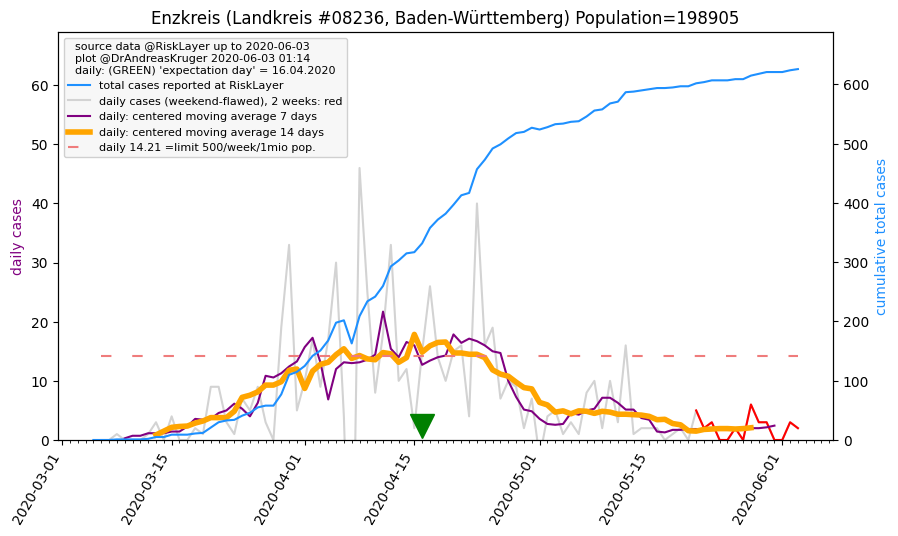 Enzkreis (Landkreis #08236, Baden-Württemberg) Population=198905
source data @RiskLayer up to 2020-06-03
plot @DrAndreasKruger 2020-06-03 01:14
daily: (GREEN) 'expectation day' = 16.04.2020
total cases reported at RiskLayer
daily cases (weekend-flawed), 2 weeks: red
daily: centered moving average 7 days
daily: centered moving average 14 days
daily 14.21 =limit 500/week/1mio pop.
daily cases
0
10
20
30
40
50
60
cumulative total cases
0
100
200
300
400
500
600
2020-03-01
2020-03-15
2020-04-01
2020-04-15
2020-05-01
2020-05-15
2020-06-01